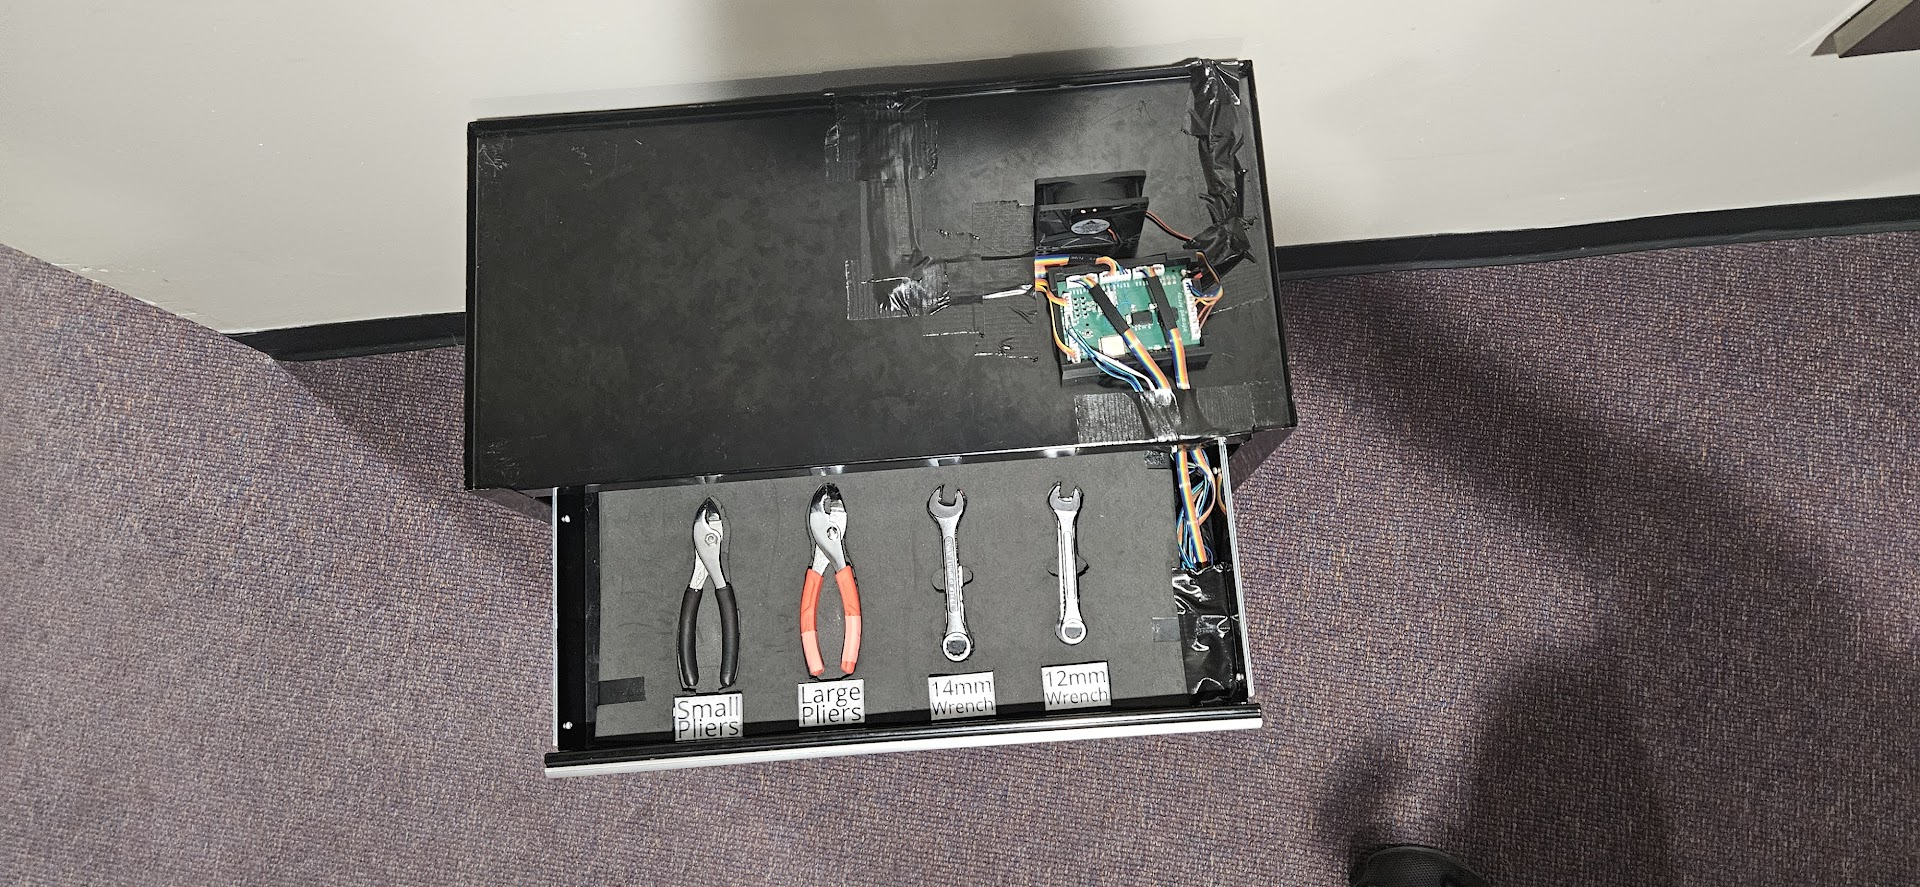 Small
Pliers
Large
Pliers
14mm
Wrench
12mm
Wrench